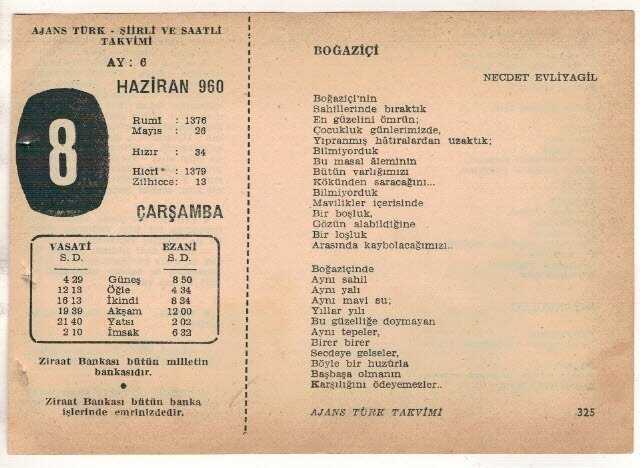 AJANS TÜRK - ŞİİRLİ VE SAATLİ
TAKVİMİ
AY : 6
HAZİRAN 960
8
Rumî : 1376
Mayıs : 26
Hızır : 34
Hicrî* : 1379
Zilhicce: 13
ÇARŞAMBA
VASATİ EZANİ
S. D. S. D.
4 29 Güneş 8 50
12 13 Öğle 4 34
16 13 İkindi 8 34
19 39 Akşam 12 00
21 40 Yatsı 2 02
2 10 İmsak 6 32
Ziraat Bankası bütün milletin
bankasıdır.
•
Ziraat Bankası bütün banka
işlerinde emrinizdedir.
BOĞAZİÇİ
NECDET EVLİYAGİL
Boğaziçi'nin
Sahillerinde bıraktık
En güzelini ömrün;
Çocukluk günlerimizde,
Yıpranmış hâtıralardan uzaktık;
Bilmiyorduk
Bu masal âleminin
Bütün varlığımızı
Kökünden saracağını...
Bilmiyorduk
Mavilikler içerisinde
Bir boşluk,
Gözün alabildiğine
Bir loşluk
Arasında kaybolacağımızı..
Boğaziçinde
Aynı sahil
Aynı yalı
Aynı mavi su;
Yıllar yılı
Bu güzelliğe doymayan
Aynı tepeler,
Birer birer
Secdeye gelseler,
Böyle bir huzûrla
Başbaşa olmanın
Karşılığını ödeyemezler..
AJANS TÜRK TAKVİMİ 325